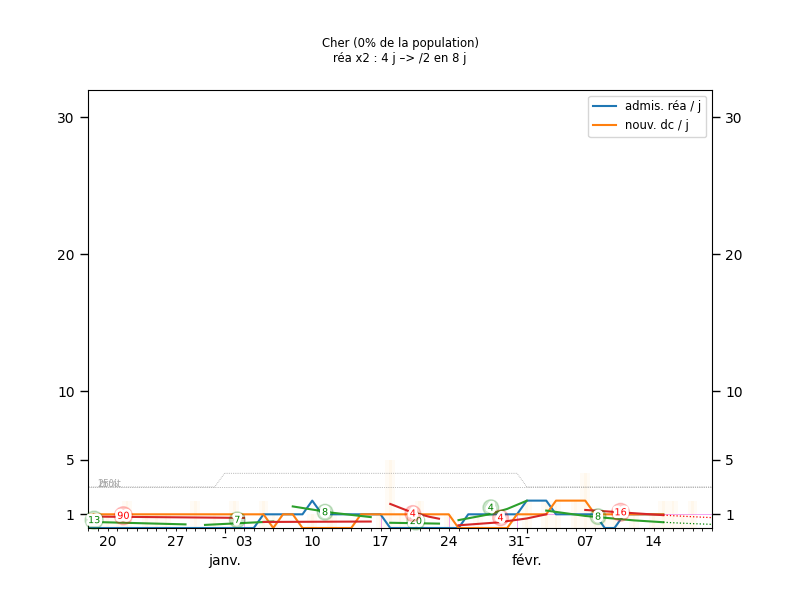 Cher (0% de la population)
réa x2 : 4 j –> /2 en 8 j
admis. réa / j
nouv. dc / j
30 30
20 20
10 10
5 5
1 1
13 90 7 8 4 20 4 4 8 16
20 27 - 03 10 17 24 31 - 07 14
janv. févr.